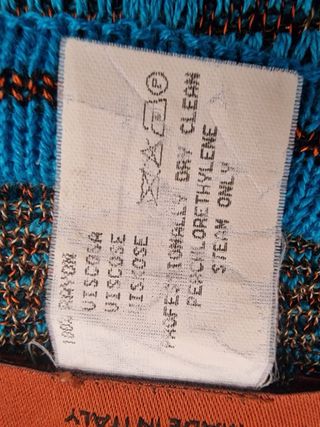 100% RAYON
VISCOSA
VISCOSE
VISKOSE
P
PROFESSIONALLY DRY CLEAN
PERCHLORETHYLENE
STEAM ONLY
MADE IN ITALY